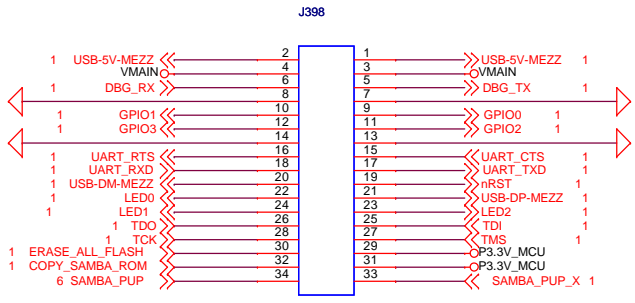 J398
1 USB-5V-MEZZ 2 1 USB-5V-MEZZ 1
VMAIN 4 3 VMAIN
1 DBG_RX 6 5 DBG_TX 1
8 7
1 GPIO1 10 9 GPIO0 1
1 GPIO3 12 11 GPIO2 1
14 13
1 UART_RTS 16 15 UART_CTS 1
1 UART_RXD 18 17 UART_TXD 1
1 USB-DM-MEZZ 20 19 nRST 1
1 LED0 22 21 USB-DP-MEZZ 1
1 LED1 24 23 LED2 1
1 TDO 26 25 TDI 1
1 TCK 28 27 TMS 1
1 ERASE_ALL_FLASH 30 29 P3.3V_MCU
1 COPY_SAMBA_ROM 32 31 P3.3V_MCU
6 SAMBA_PUP 34 33 SAMBA_PUP_X 1